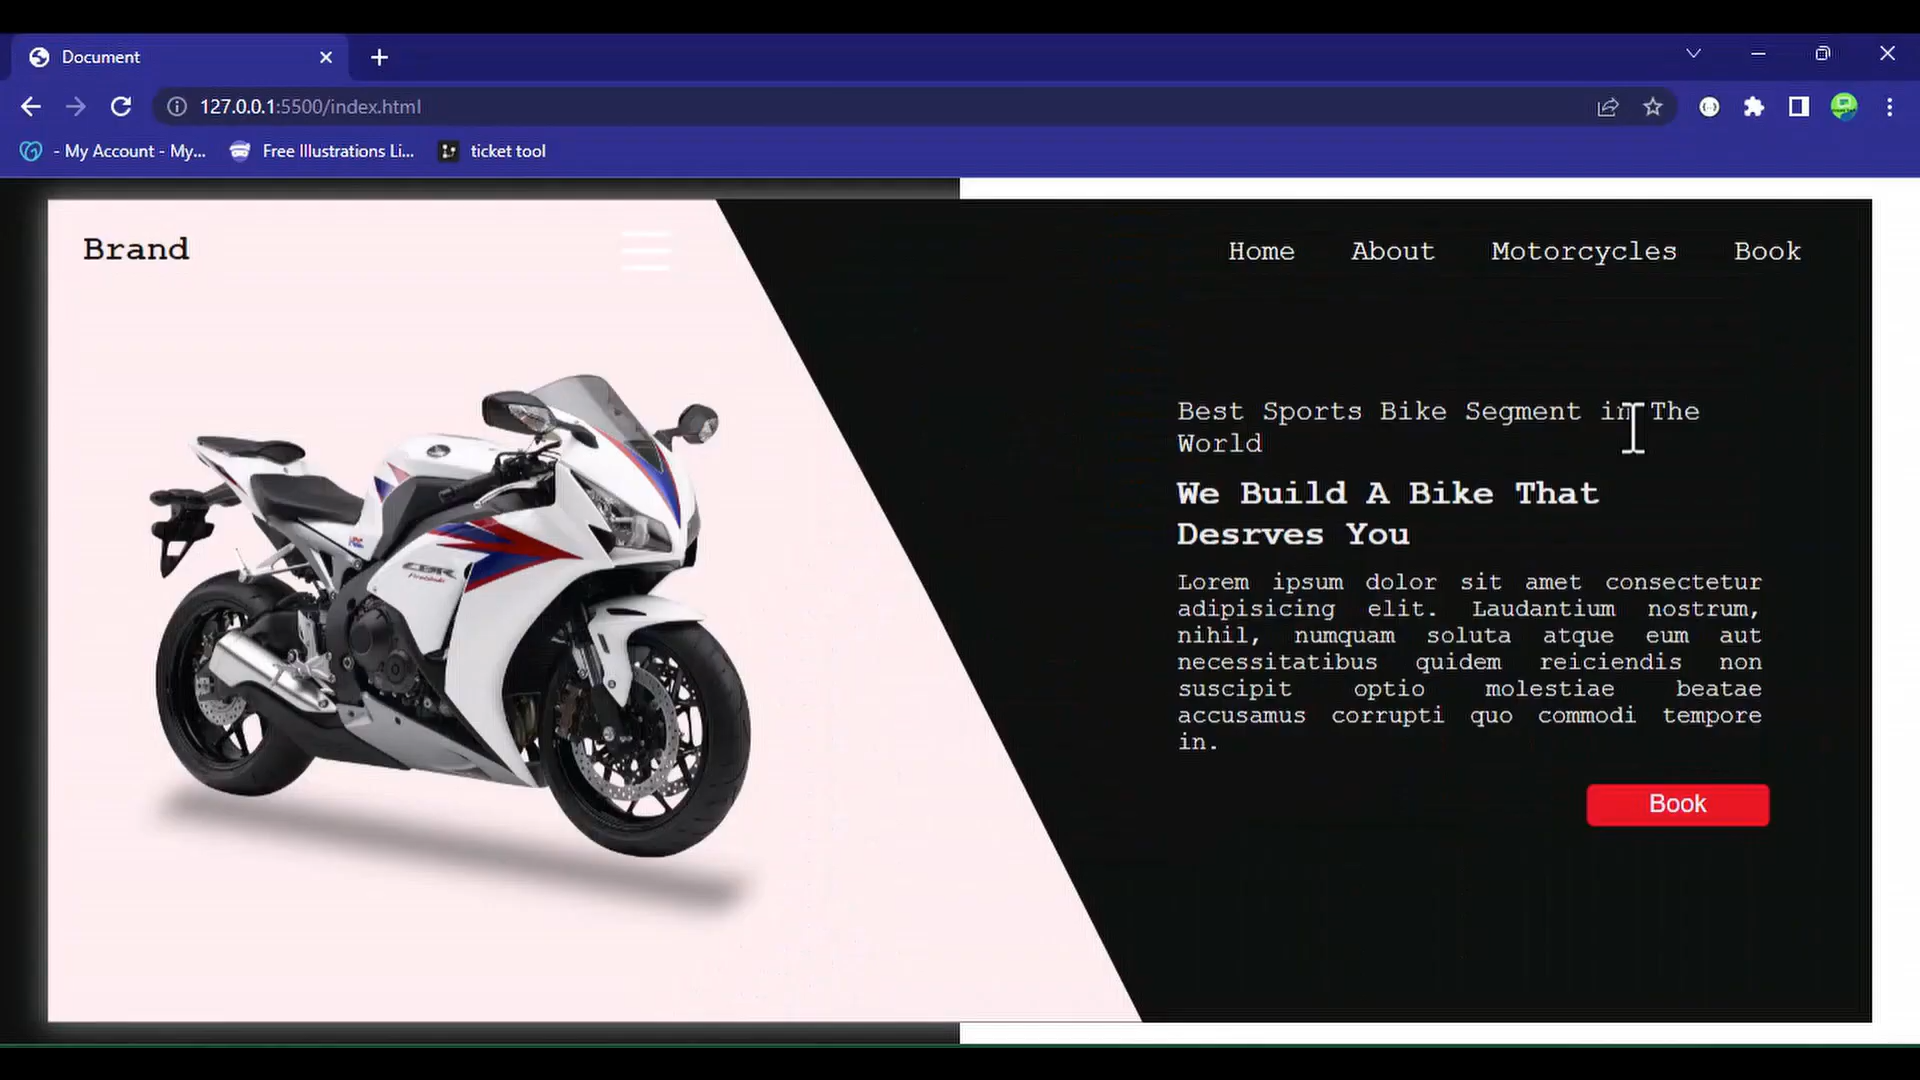 Document
127.0.0.1:5500/index.html
- My Account - My...
Free Illustrations Li...
ticket tool
Brand
Home About Motorcycles Book
Best Sports Bike Segment in The
World
We Build A Bike That
Desrves You
Lorem ipsum dolor sit amet consectetur
adipisicing elit. Laudantium nostrum,
nihil, numquam soluta atque eum aut
necessitatibus quidem reiciendis non
suscipit optio molestiae beatae
accusamus corrupti quo commodi tempore
in.
Book
CBR
Fireblade